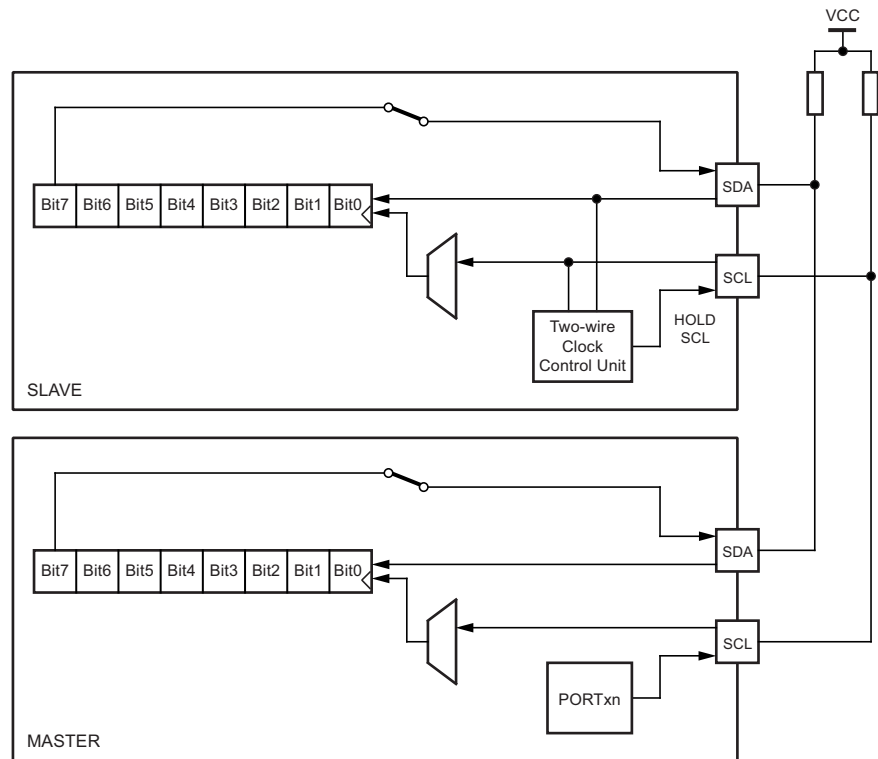 VCC
Bit7 Bit6 Bit5 Bit4 Bit3 Bit2 Bit1 Bit0
SDA
SCL
Two-wire
Clock
Control Unit
HOLD
SCL
SLAVE
Bit7 Bit6 Bit5 Bit4 Bit3 Bit2 Bit1 Bit0
SDA
SCL
PORTxn
MASTER